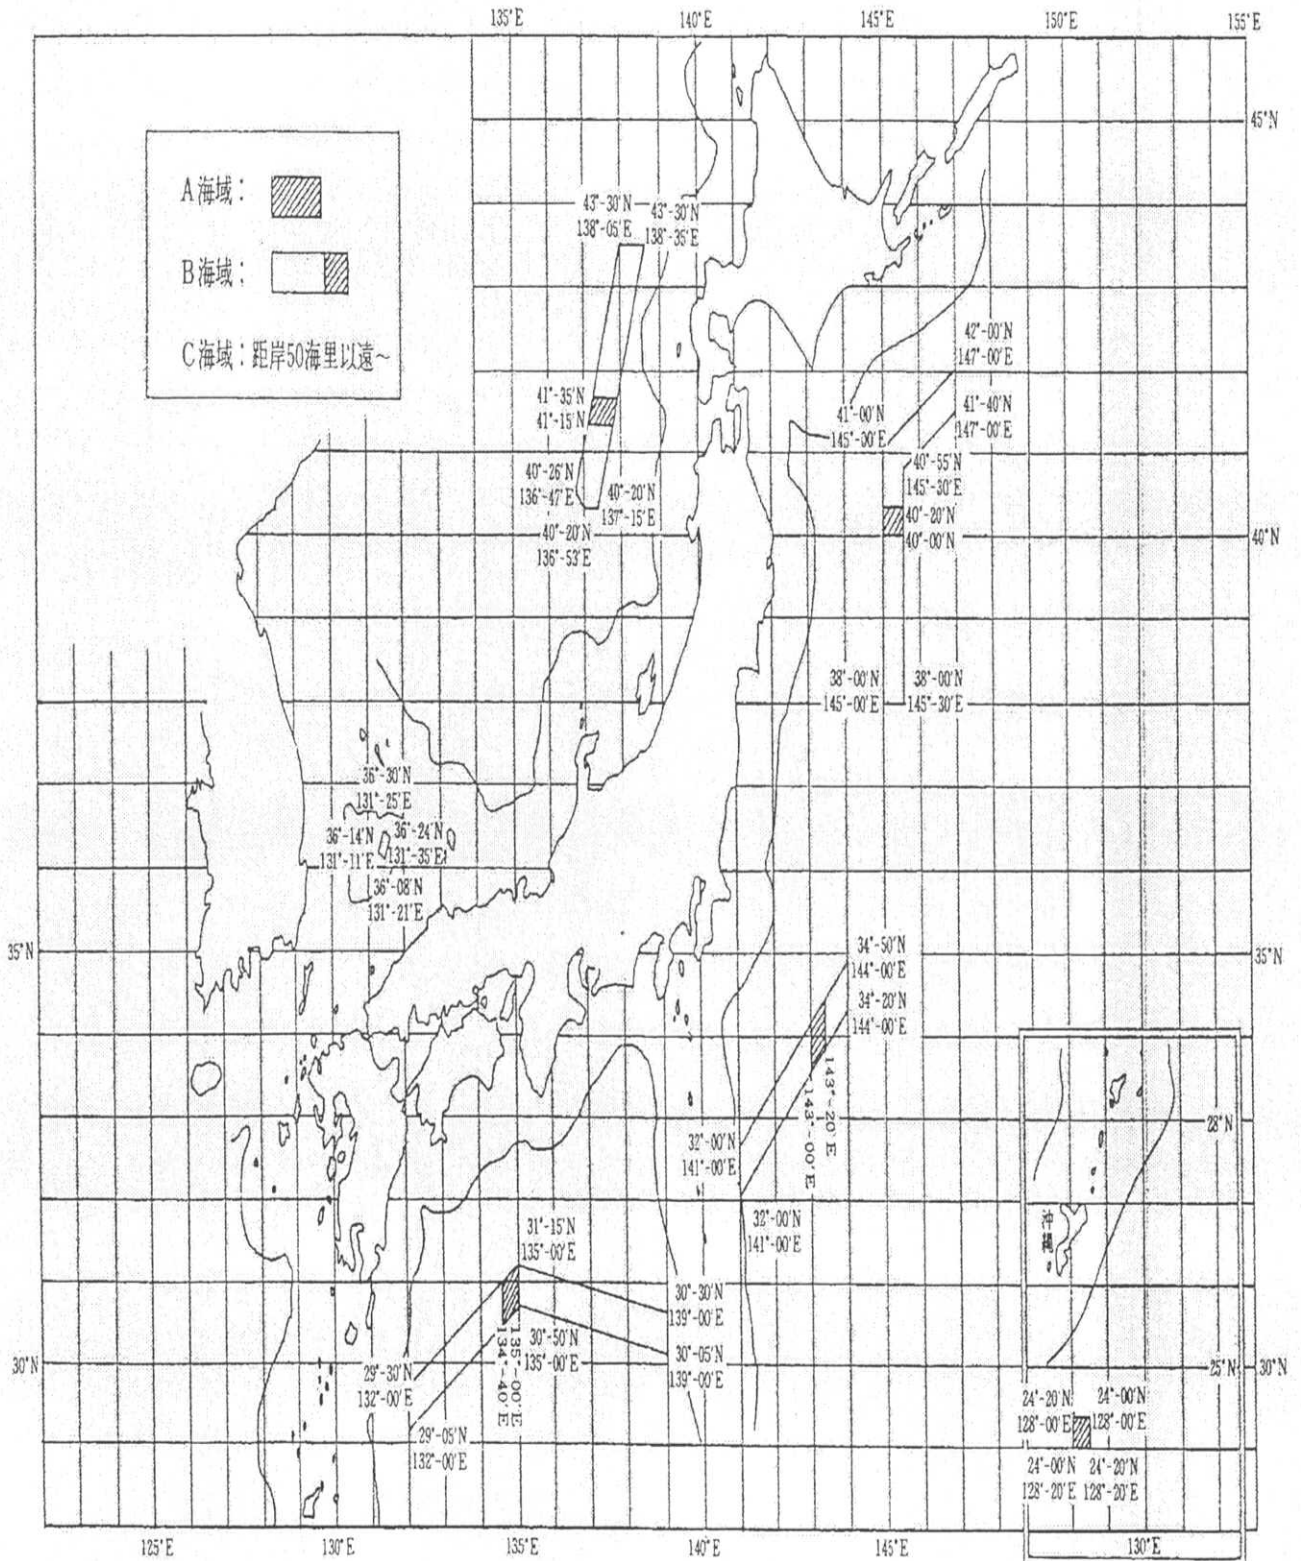 135°E
140°E
145°E
150°E
155°E
45°N
A海域：
B海域：
C海域：距岸50海里以遠～
43°-30'N
138°-05'E
43°-30'N
138°-35'E
42°-00'N
147°-00'E
41°-35'N
41°-15'N
41°-00'N
145°-00'E
41°-40'N
147°-00'E
40°-26'N
136°-47'E
40°-20'N
137°-15'E
40°-20'N
136°-53'E
40°-55'N
145°-30'E
40°-20'N
40°-00'N
40°N
38°-00'N
145°-00'E
38°-00'N
145°-30'E
36°-30'N
131°-25'E
36°-14'N
131°-11'E
36°-24'N
131°-35'E
36°-08'N
131°-21'E
35°N
35°N
34°-50'N
144°-00'E
34°-20'N
144°-00'E
143°-20'E
143°-00'E
32°-00'N
141°-00'E
32°-00'N
141°-00'E
28°N
沖縄
31°-15'N
135°-00'E
30°-30'N
139°-00'E
30°-50'N
135°-00'E
30°-05'N
139°-00'E
135°-00'E
134°-40'E
30°N
25°N
30°N
29°-30'N
132°-00'E
29°-05'N
132°-00'E
24°-20'N
128°-00'E
24°-00'N
128°-00'E
24°-00'N
128°-20'E
24°-20'N
128°-20'E
125°E
130°E
135°E
140°E
145°E
130°E